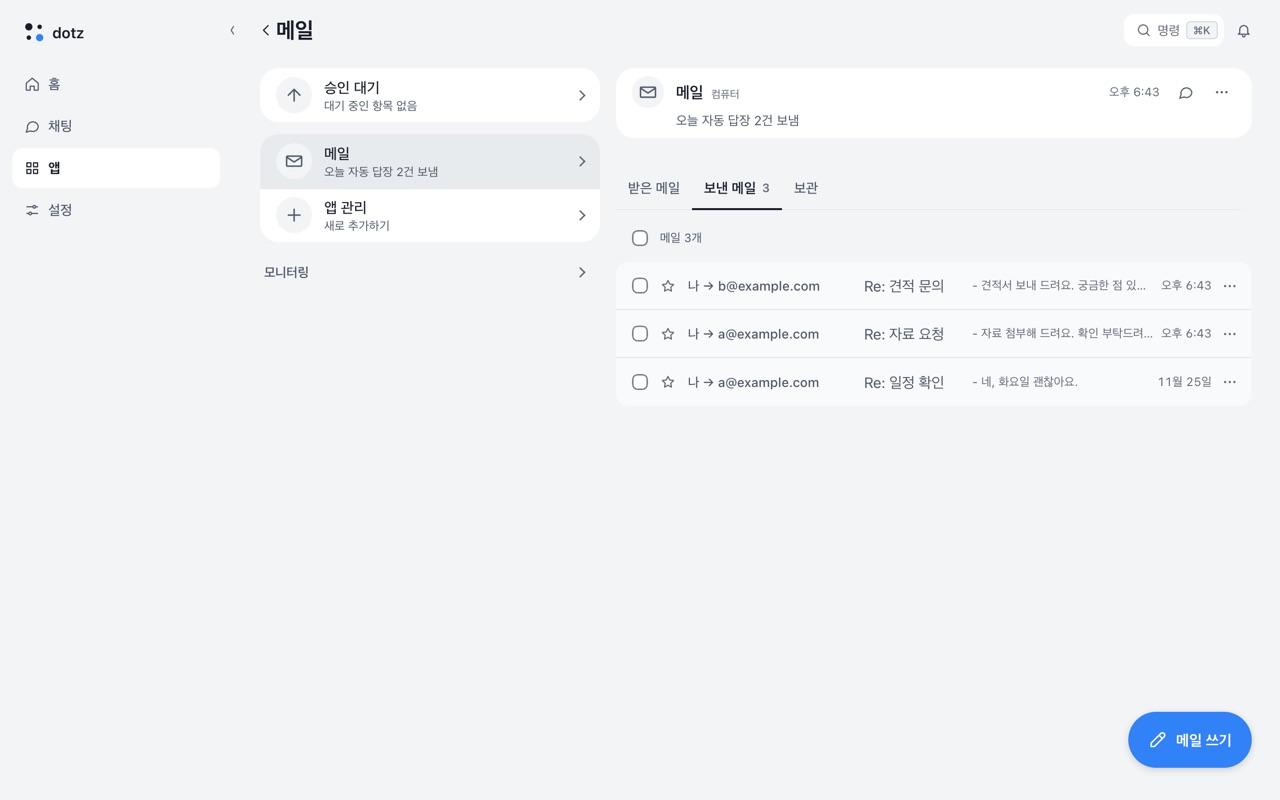 dotz
홈
채팅
앱
설정
메일
명령 ⌘K
승인 대기
대기 중인 항목 없음
메일
오늘 자동 답장 2건 보냄
앱 관리
새로 추가하기
모니터링
메일 컴퓨터 오후 6:43
오늘 자동 답장 2건 보냄
받은 메일 보낸 메일 3 보관
메일 3개
나 → b@example.com Re: 견적 문의 - 견적서 보내 드려요. 궁금한 점 있... 오후 6:43
나 → a@example.com Re: 자료 요청 - 자료 첨부해 드려요. 확인 부탁드려... 오후 6:43
나 → a@example.com Re: 일정 확인 - 네, 화요일 괜찮아요. 11월 25일
메일 쓰기